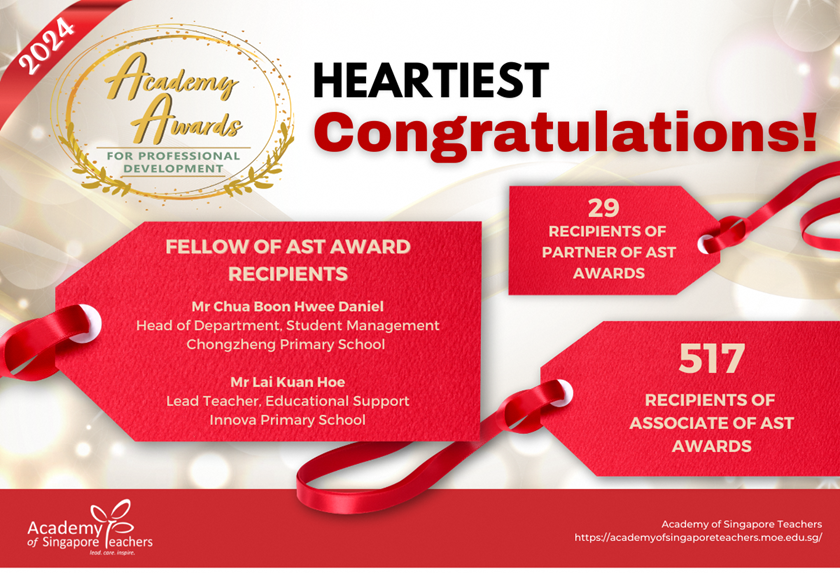 2024
Academy
Awards
FOR PROFESSIONAL
DEVELOPMENT
HEARTIEST
Congratulations!
29
RECIPIENTS OF
PARTNER OF AST
AWARDS
FELLOW OF AST AWARD
RECIPIENTS
Mr Chua Boon Hwee Daniel
Head of Department, Student Management
Chongzheng Primary School
Mr Lai Kuan Hoe
Lead Teacher, Educational Support
Innova Primary School
517
RECIPIENTS OF
ASSOCIATE OF AST
AWARDS
Academy
of Singapore Teachers
lead. care. inspire.
Academy of Singapore Teachers
https://academyofsingaporeteachers.moe.edu.sg/